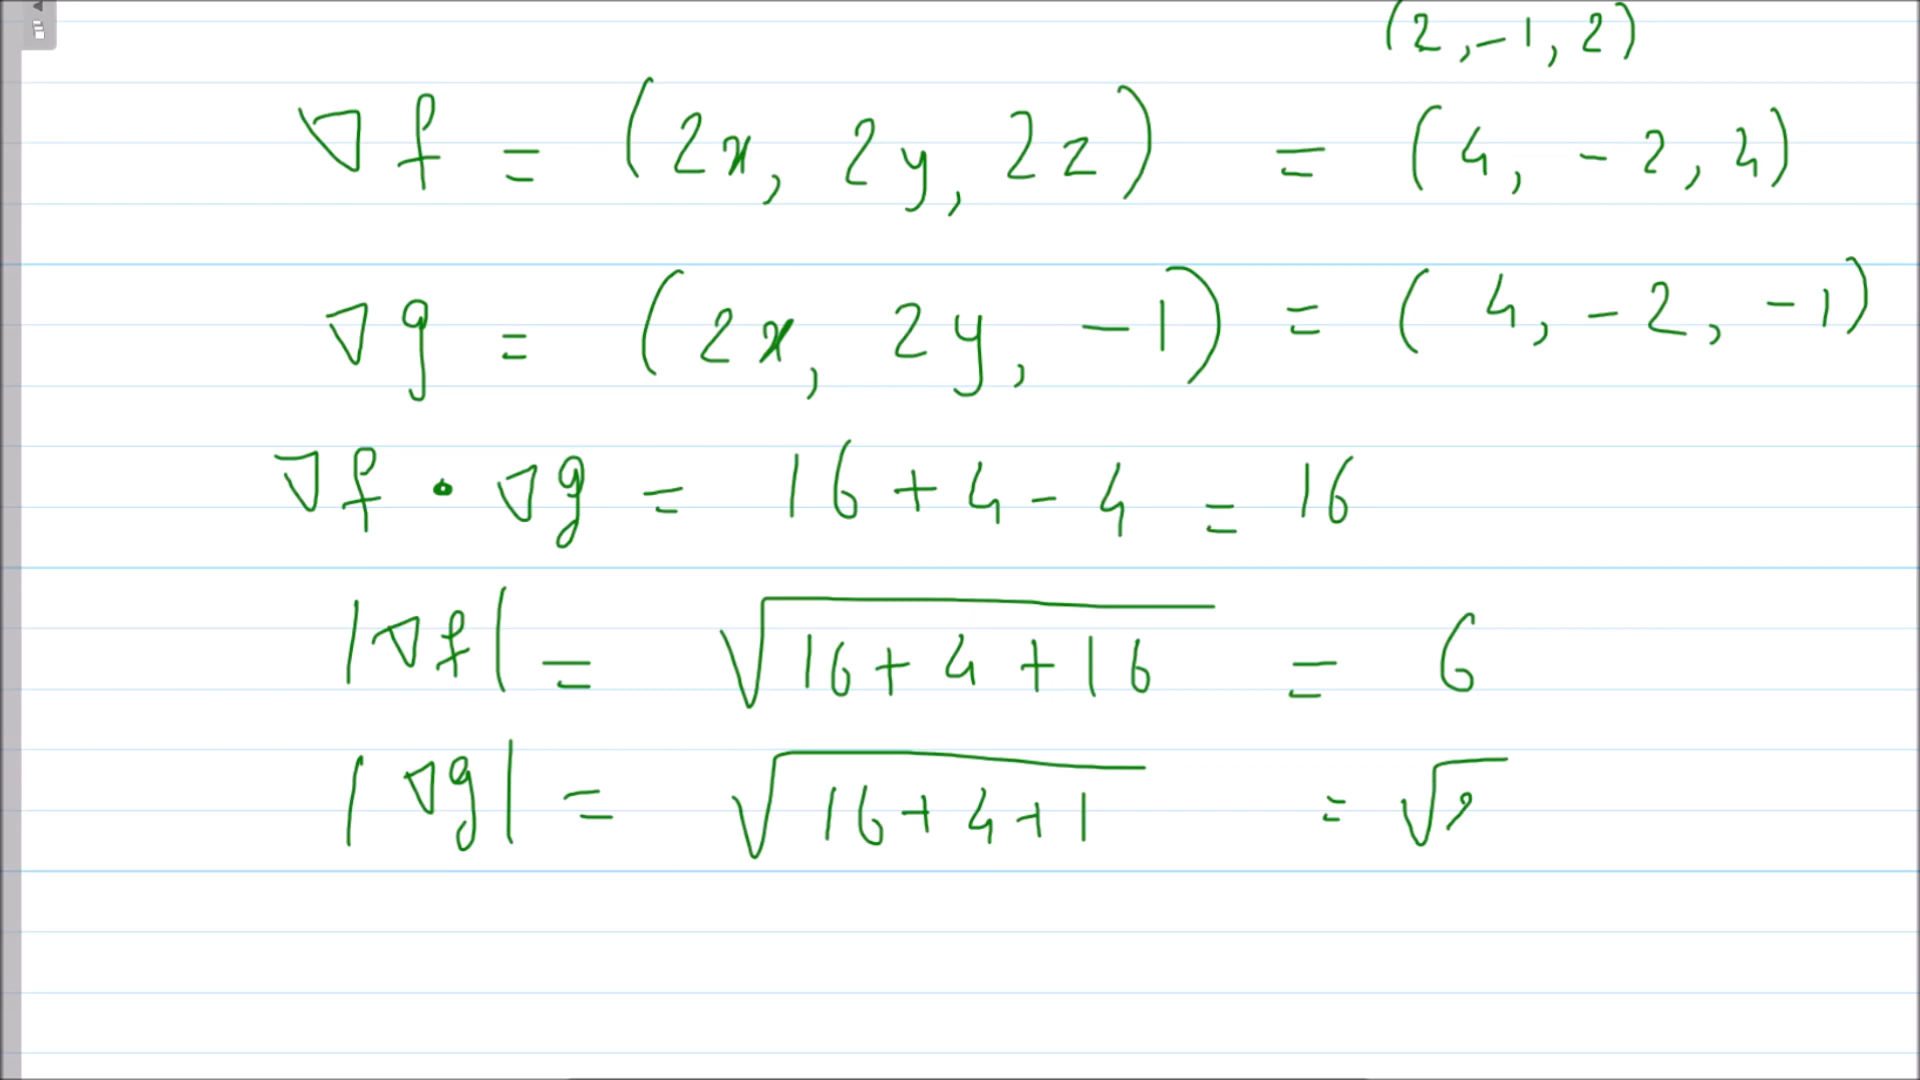 (2, -1, 2)
∇f = (2x, 2y, 2z) = (4, -2, 4)
∇g = (2x, 2y, -1) = (4, -2, -1)
∇f • ∇g = 16 + 4 - 4 = 16
|∇f| = √(16 + 4 + 16) = 6
|∇g| = √(16 + 4 + 1) = √2